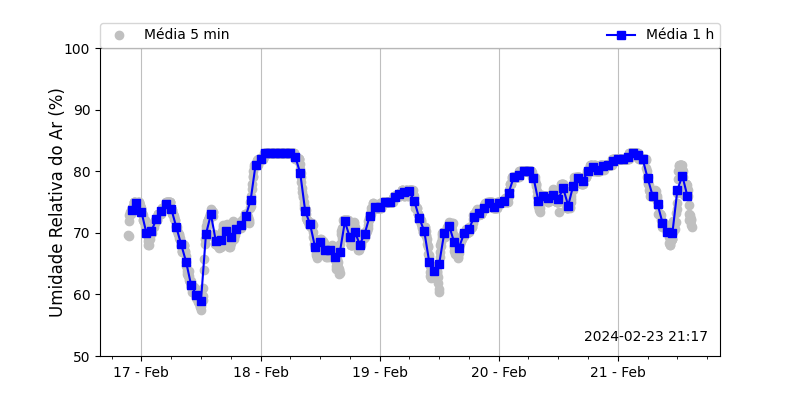 Média 5 min
Média 1 h
100
90
80
70
60
50
Umidade Relativa do Ar (%)
2024-02-23 21:17
17 - Feb
18 - Feb
19 - Feb
20 - Feb
21 - Feb